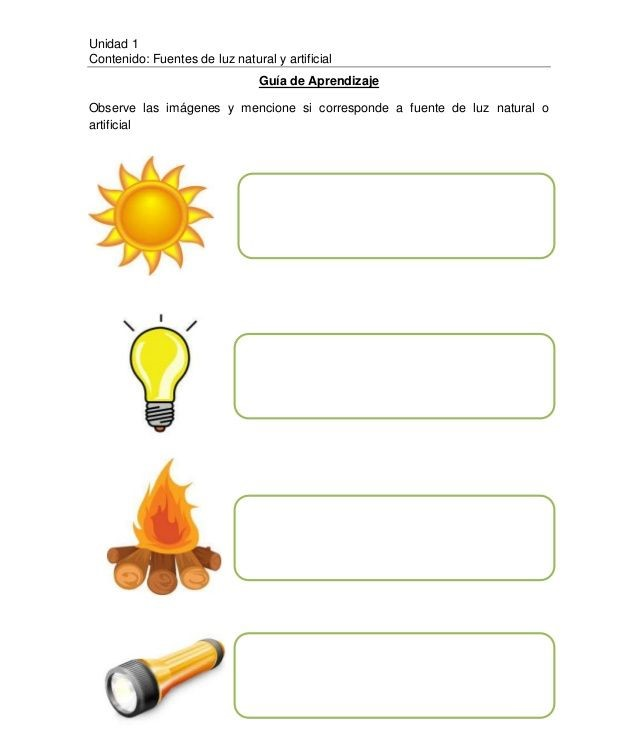 Unidad 1
Contenido: Fuentes de luz natural y artificial
Guía de Aprendizaje
Observe las imágenes y mencione si corresponde a fuente de luz natural o
artificial